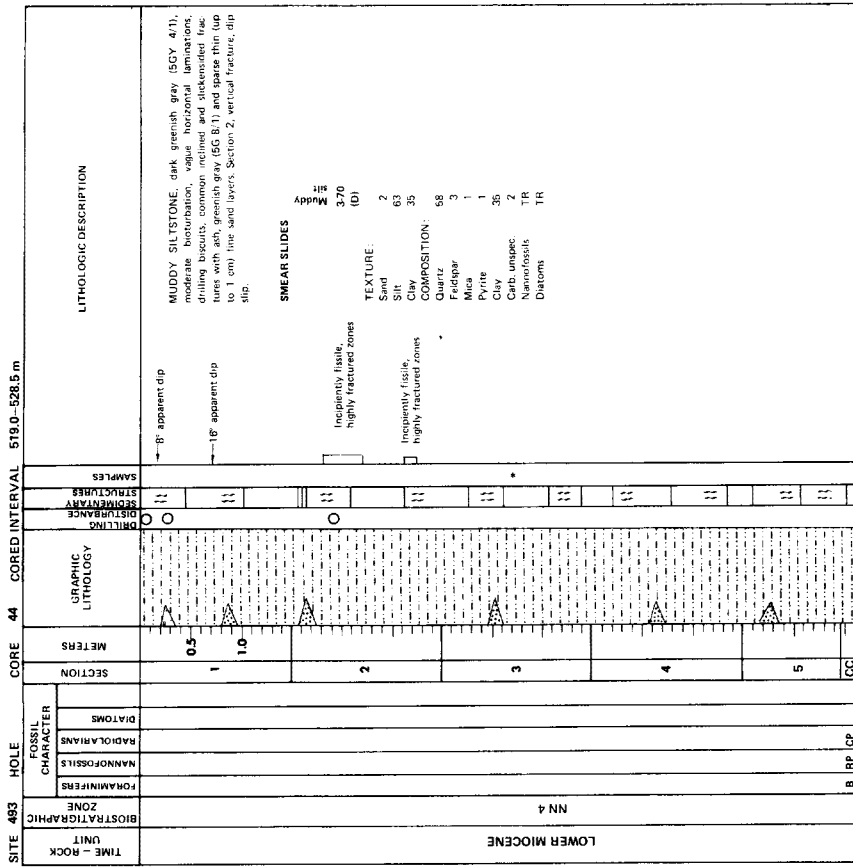 SITE 493 HOLE CORE 44 CORED INTERVAL 519.0–528.5 m
TIME – ROCK
UNIT
BIOSTRATIGRAPHIC
ZONE
FOSSIL
CHARACTER
FORAMINIFERS
NANNOFOSSILS
RADIOLARIANS
DIATOMS
SECTION
METERS
GRAPHIC
LITHOLOGY
DRILLING
DISTURBANCE
SEDIMENTARY
STRUCTURES
SAMPLES
LITHOLOGIC DESCRIPTION
LOWER MIOCENE
NN 4
B RP CP
1
0.5
1.0
2
3
4
5
CC
*
8° apparent dip
16° apparent dip
Incipiently fissile,
highly fractured zones
Incipiently fissile,
highly fractured zones
MUDDY SILTSTONE, dark greenish gray (5GY 4/1),
moderate bioturbation, vague horizontal laminations,
drilling biscuits, common inclined and slickensided frac
tures with ash, greenish gray (5G 8/1) and sparse thin (up
to 1 cm) fine sand layers. Section 2, vertical fracture, dip
slip.
SMEAR SLIDES
Muddy
silt
3-70
(D)
TEXTURE:
Sand 2
Silt 63
Clay 35
COMPOSITION:
Quartz 58
Feldspar 3
Mica 1
Pyrite 1
Clay 35
Carb. unspec. 2
Nannofossils TR
Diatoms TR